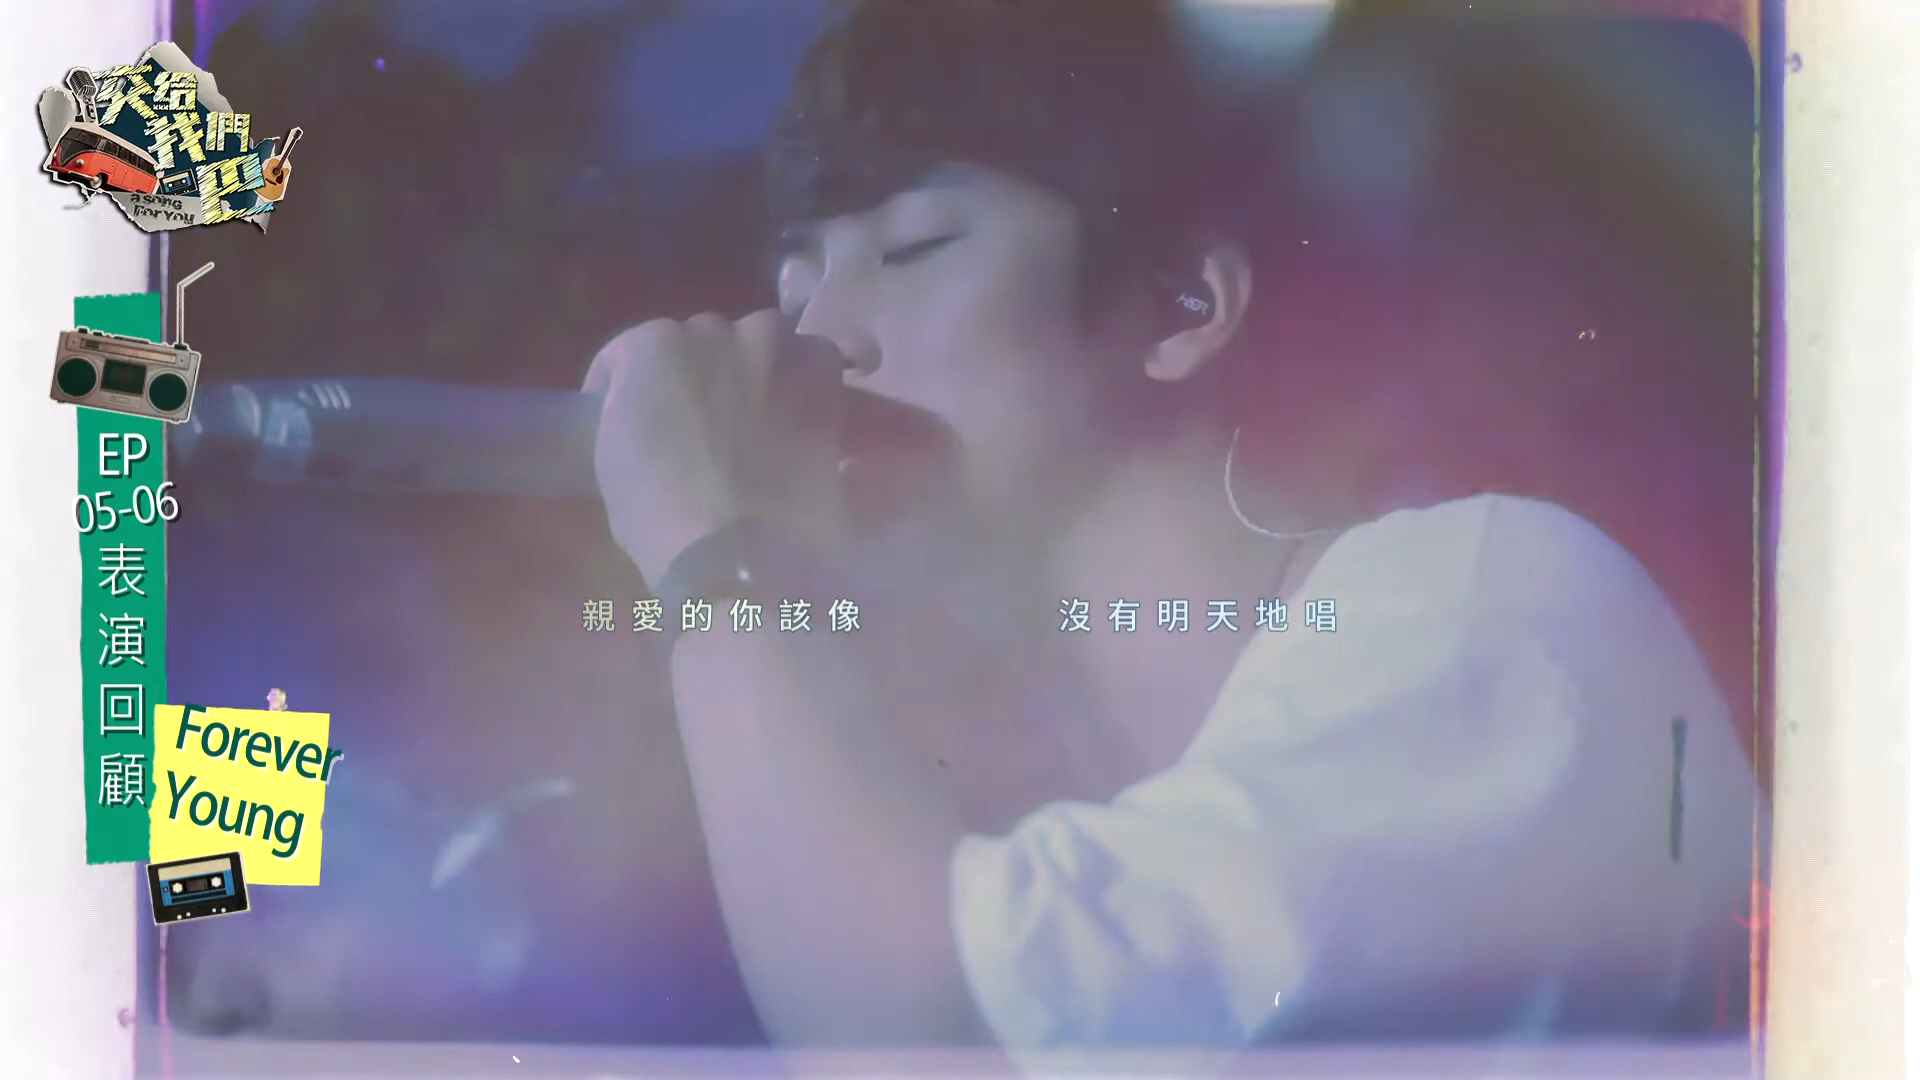 交給
我們
吧
a song
For You
EP
05-06
表演回顧
Forever
Young
親愛的你該像 沒有明天地唱